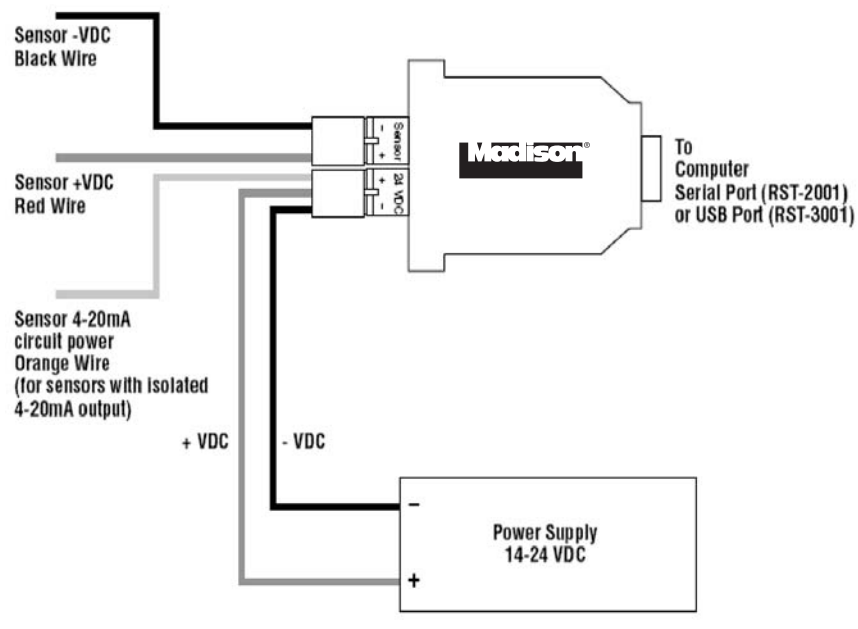 Sensor -VDC
Black Wire
- Sensor +
Madison®
To
Computer
Serial Port (RST-2001)
or USB Port (RST-3001)
Sensor +VDC
Red Wire
+ 24 VDC -
Sensor 4-20mA
circuit power
Orange Wire
(for sensors with isolated
4-20mA output)
+ VDC
- VDC
−
Power Supply
14-24 VDC
+